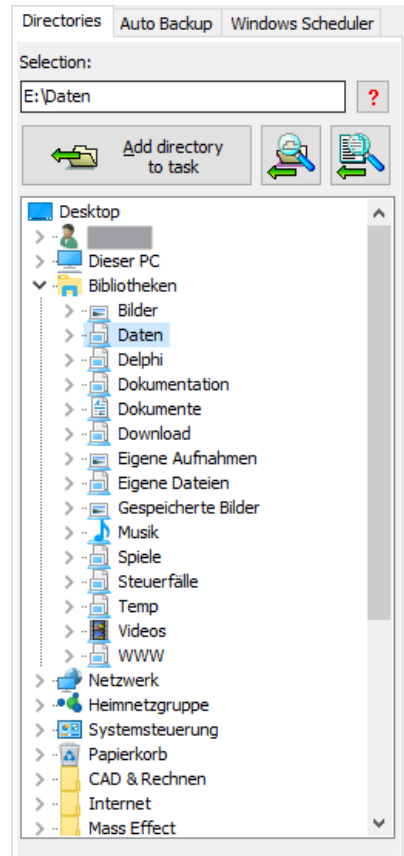 Directories Auto Backup Windows Scheduler
Selection:
E:\Daten ?
Add directory
to task
Desktop
Dieser PC
Bibliotheken
Bilder
Daten
Delphi
Dokumentation
Dokumente
Download
Eigene Aufnahmen
Eigene Dateien
Gespeicherte Bilder
Musik
Spiele
Steuerfälle
Temp
Videos
WWW
Netzwerk
Heimnetzgruppe
Systemsteuerung
Papierkorb
CAD & Rechnen
Internet
Mass Effect